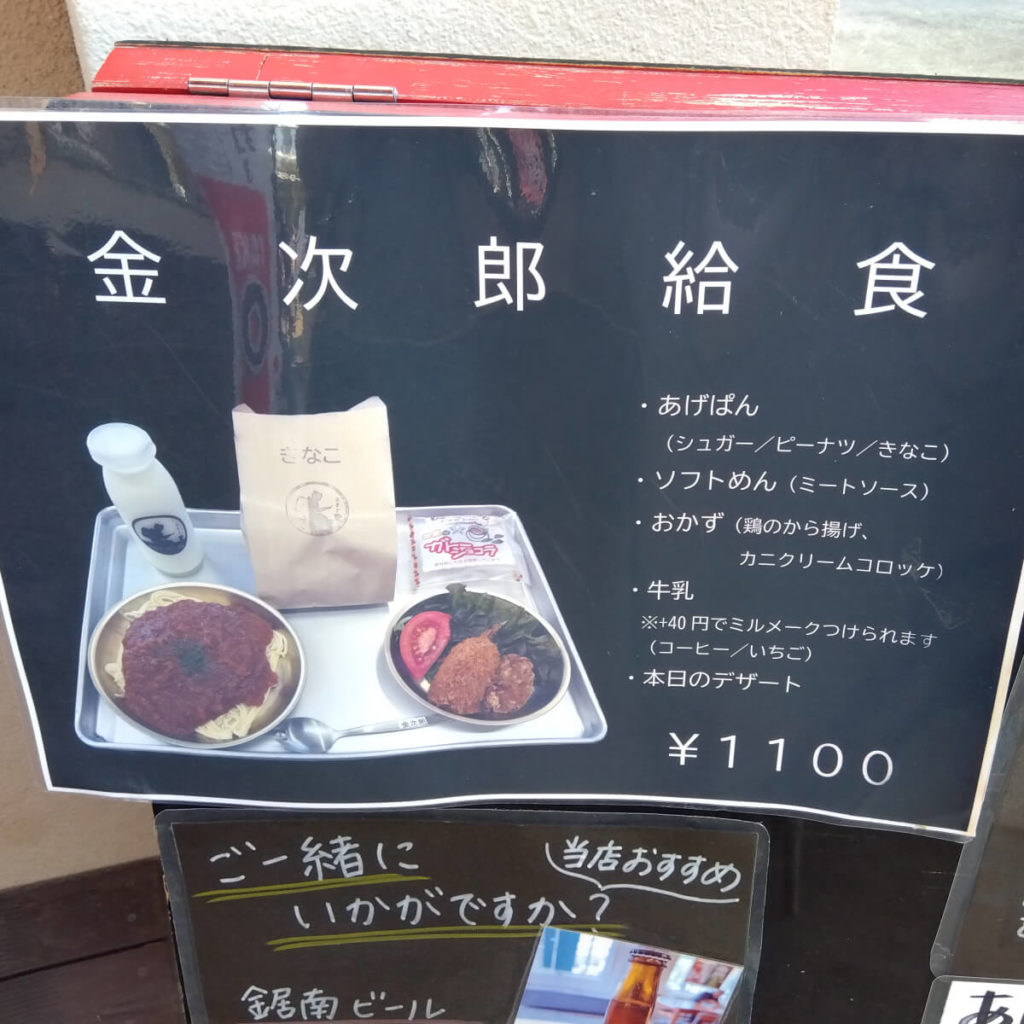 金次郎給食
・あげぱん
（シュガー／ピーナツ／きなこ）
・ソフトめん（ミートソース）
・おかず（鶏のから揚げ、
カニクリームコロッケ）
・牛乳
※+40円でミルメークつけられます
（コーヒー／いちご）
・本日のデザート
￥１１００
きなこ
金次郎
ご一緒に
いかがですか？
当店おすすめ
鋸南ビール
あ